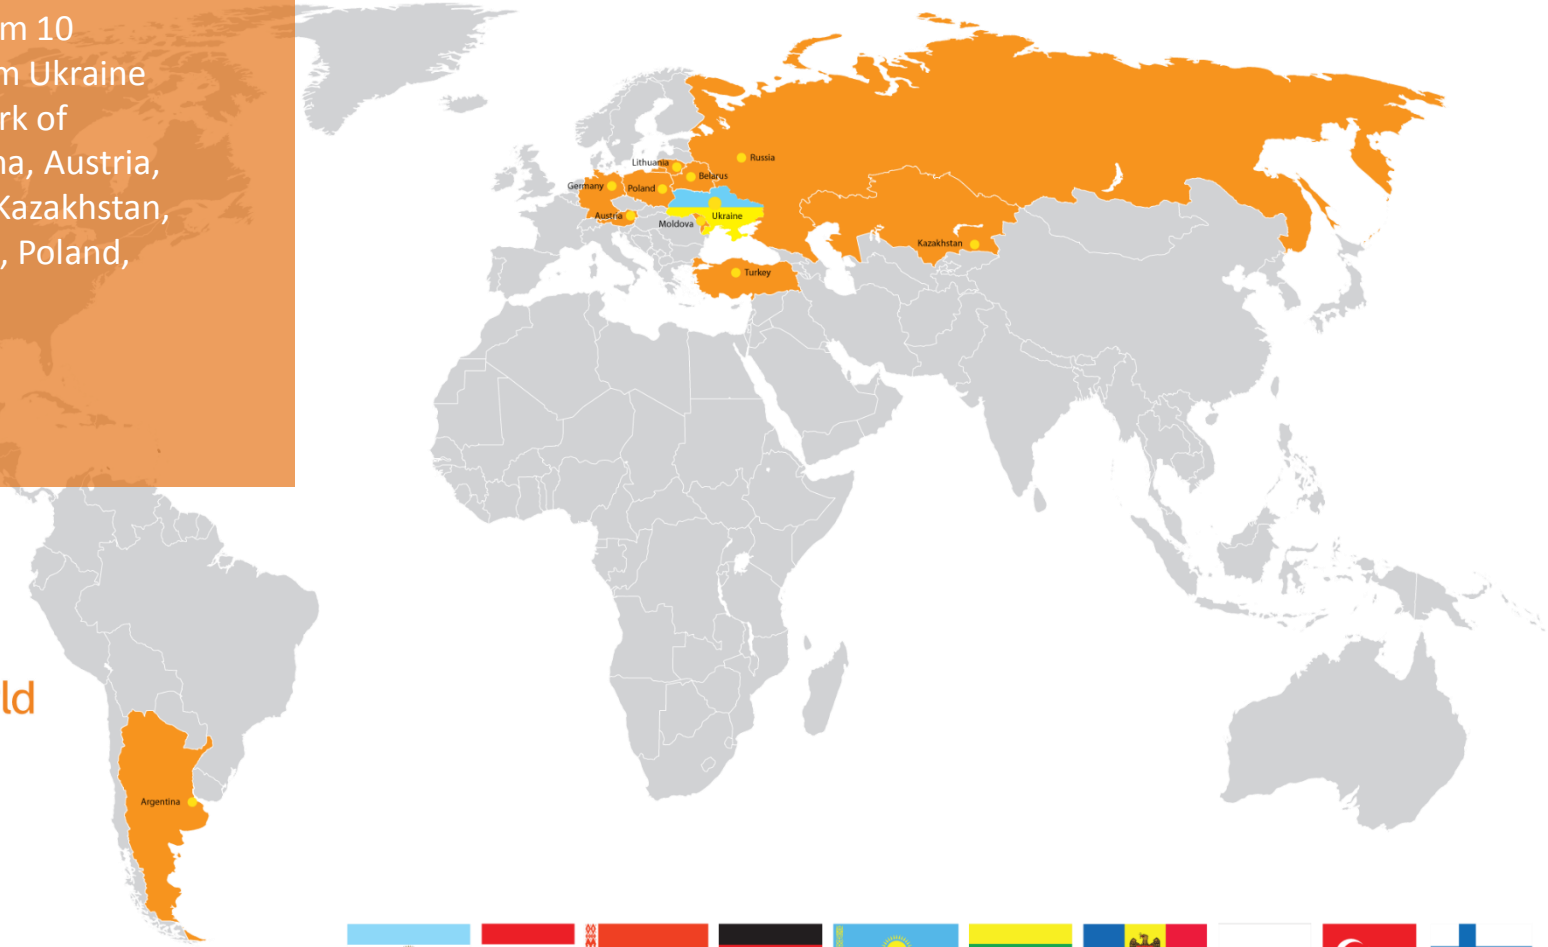 m 10
m Ukraine
rk of
na, Austria,
Kazakhstan,
, Poland,
ld
Russia
Lithuania
Belarus
Germany
Poland
Austria
Ukraine
Moldova
Kazakhstan
Turkey
Argentina